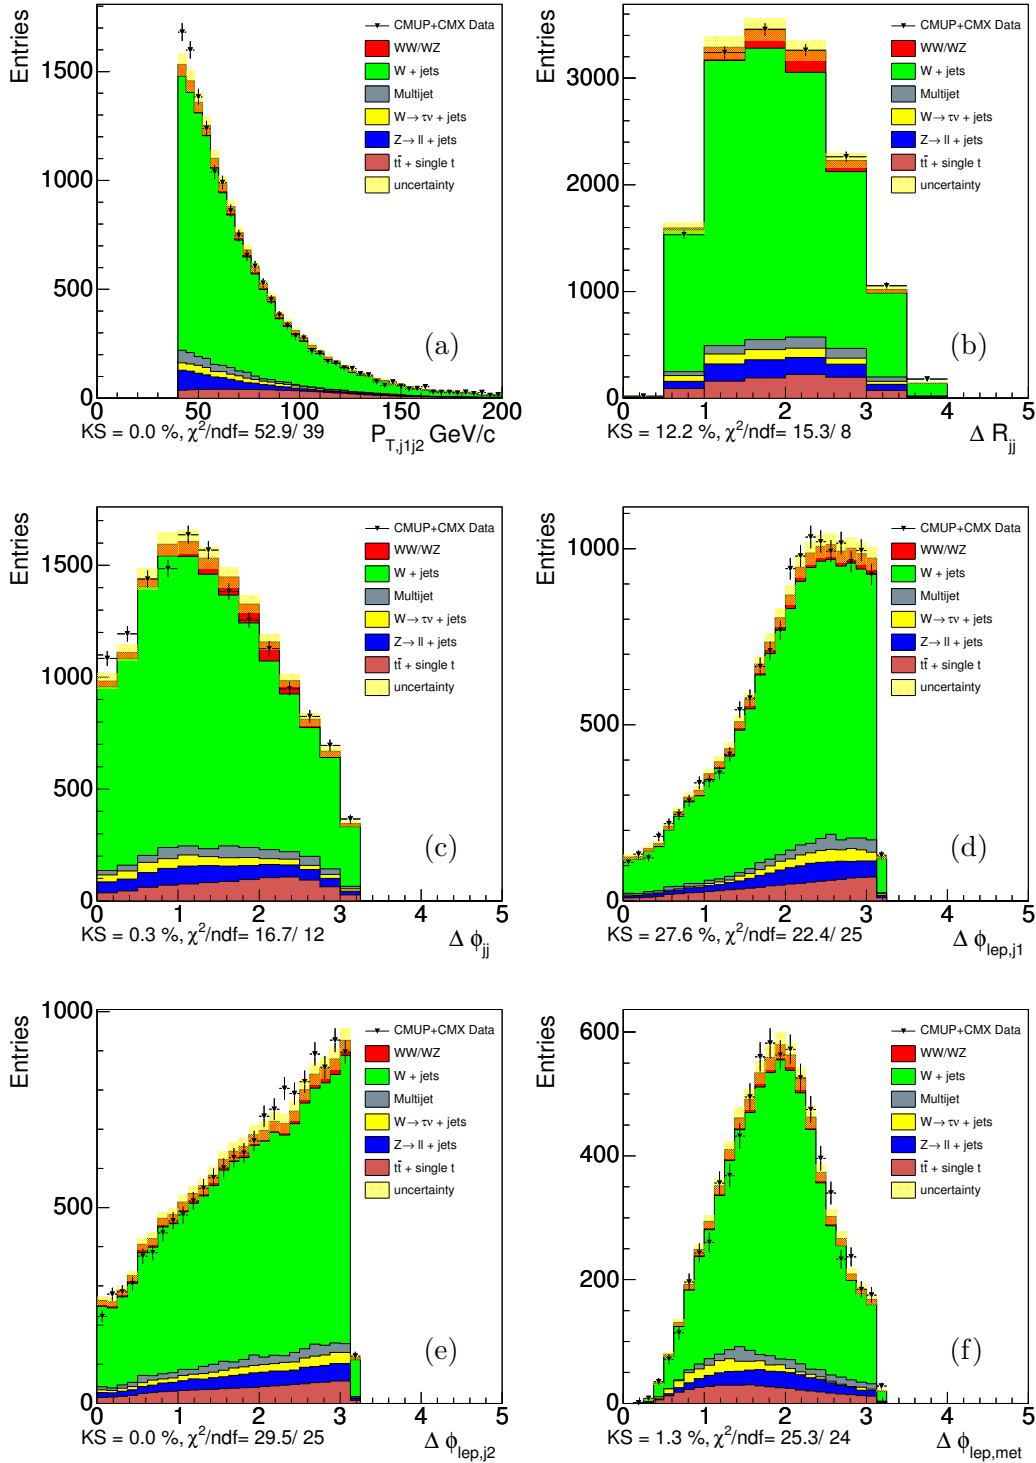 Entries
1500
1000
500
0
50 100 150 200
CMUP+CMX Data
WW/WZ
W + jets
Multijet
W→ τν + jets
Z→ ll + jets
tt̄ + single t
uncertainty
(a)
KS = 0.0 %, χ²/ndf= 52.9/ 39
P_T,j1j2 GeV/c
Entries
3000
2000
1000
0
0 1 2 3 4 5
CMUP+CMX Data
WW/WZ
W + jets
Multijet
W→ τν + jets
Z→ ll + jets
tt̄ + single t
uncertainty
(b)
KS = 12.2 %, χ²/ndf= 15.3/ 8
Δ R_jj
Entries
1500
1000
500
0
0 1 2 3 4 5
CMUP+CMX Data
WW/WZ
W + jets
Multijet
W→ τν + jets
Z→ ll + jets
tt̄ + single t
uncertainty
(c)
KS = 0.3 %, χ²/ndf= 16.7/ 12
Δ ϕ_jj
Entries
1000
500
0
0 1 2 3 4 5
CMUP+CMX Data
WW/WZ
W + jets
Multijet
W→ τν + jets
Z→ ll + jets
tt̄ + single t
uncertainty
(d)
KS = 27.6 %, χ²/ndf= 22.4/ 25
Δ ϕ_lep,j1
Entries
1000
500
0
0 1 2 3 4 5
CMUP+CMX Data
WW/WZ
W + jets
Multijet
W→ τν + jets
Z→ ll + jets
tt̄ + single t
uncertainty
(e)
KS = 0.0 %, χ²/ndf= 29.5/ 25
Δ ϕ_lep,j2
Entries
600
400
200
0
0 1 2 3 4 5
CMUP+CMX Data
WW/WZ
W + jets
Multijet
W→ τν + jets
Z→ ll + jets
tt̄ + single t
uncertainty
(f)
KS = 1.3 %, χ²/ndf= 25.3/ 24
Δ ϕ_lep,met